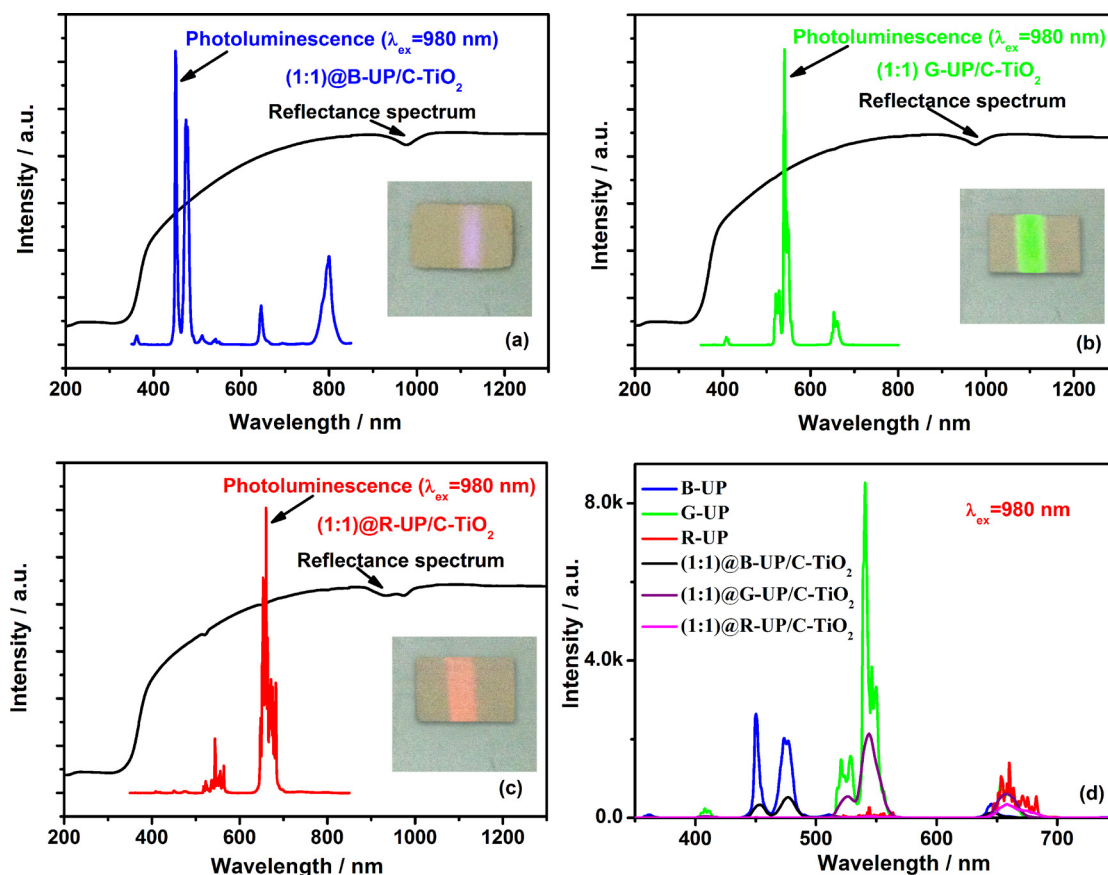 Photoluminescence (λex=980 nm)
(1:1)@B-UP/C-TiO2
Reflectance spectrum
Intensity / a.u.
(a)
200 400 600 800 1000 1200
Wavelength / nm
Photoluminescence (λex=980 nm)
(1:1) G-UP/C-TiO2
Reflectance spectrum
Intensity / a.u.
(b)
200 400 600 800 1000 1200
Wavelength / nm
Photoluminescence (λex=980 nm)
(1:1)@R-UP/C-TiO2
Reflectance spectrum
Intensity / a.u.
(c)
200 400 600 800 1000 1200
Wavelength / nm
B-UP
G-UP
R-UP
(1:1)@B-UP/C-TiO2
(1:1)@G-UP/C-TiO2
(1:1)@R-UP/C-TiO2
λex=980 nm
8.0k
4.0k
0.0
Intensity / a.u.
(d)
400 500 600 700
Wavelength / nm